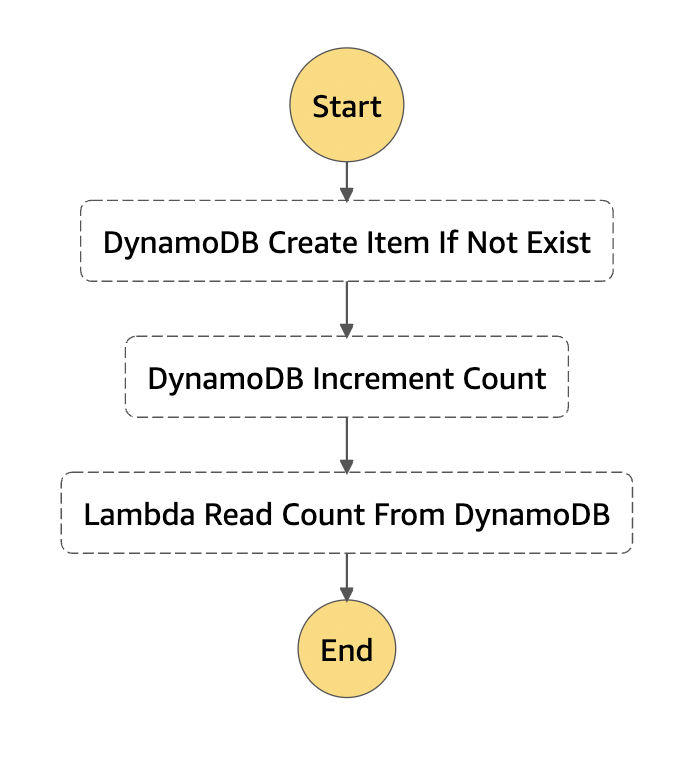 Start
DynamoDB Create Item If Not Exist
DynamoDB Increment Count
Lambda Read Count From DynamoDB
End